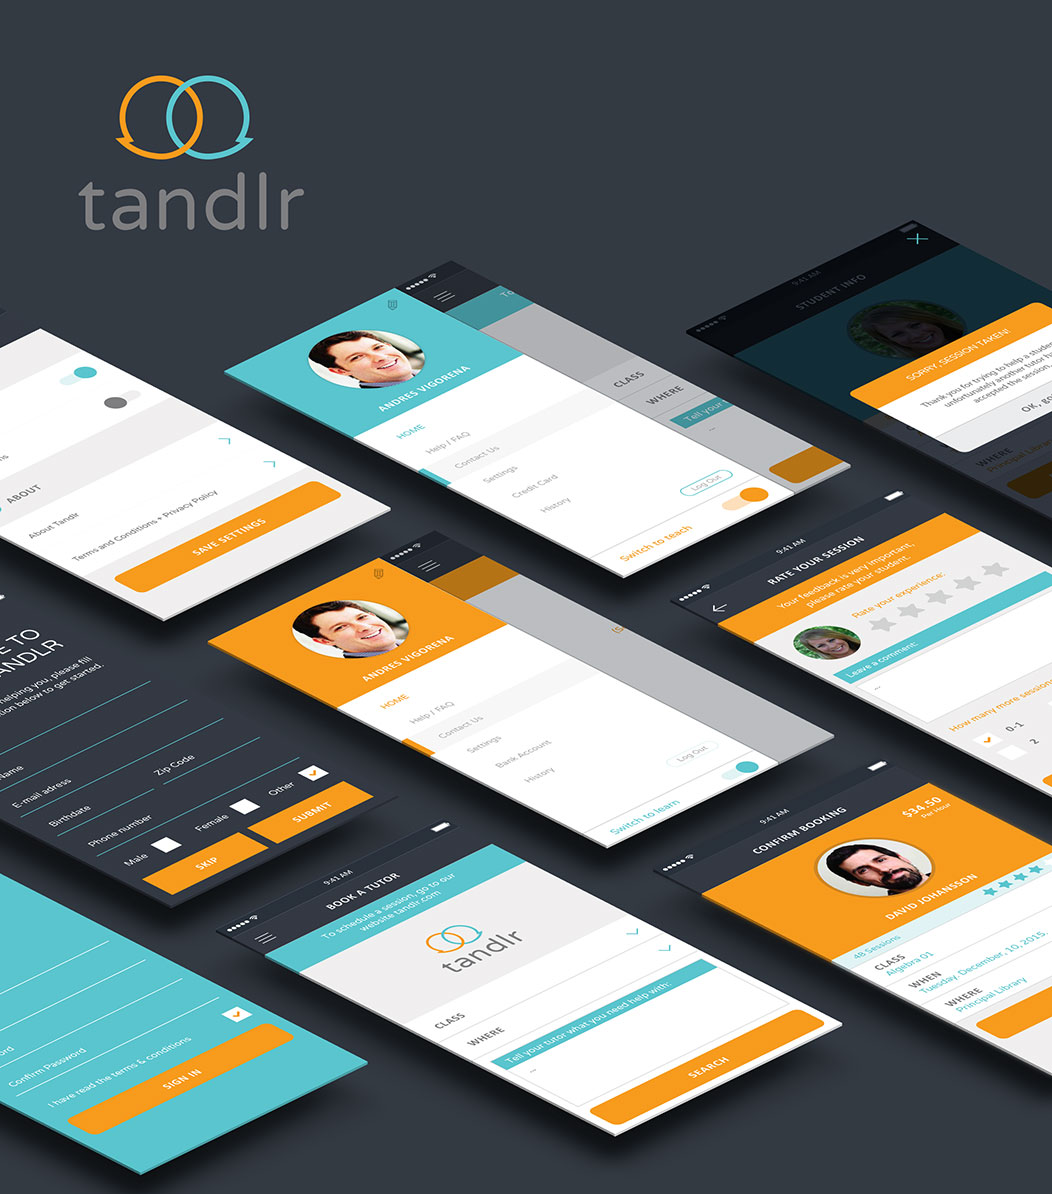 tandlr
ABOUT
About Tandlr
Terms and Conditions + Privacy Policy
SAVE SETTINGS
ANDRES VIGORENA
HOME
Help / FAQ
Contact Us
Settings
Credit Card
History
Log Out
Switch to teach
CLASS
WHERE
Tell your
9:41 AM
STUDENT INFO
SORRY, SESSION TAKEN!
Thank you for trying to help a
unfortunately another tutor
accepted the session.
OK,
WHERE
Principal
TO
helping you, please fill
below to get started.
E-mail adress
Birthdate
Zip Code
Phone number
Male
Female
Other
SKIP
SUBMIT
ANDRES VIGORENA
HOME
Help / FAQ
Contact Us
Settings
Bank Account
History
Log Out
Switch to learn
9:41 AM
RATE YOUR SESSION
Your feedback is very important,
please rate your student.
Rate your experience:
Leave a comment:
...
How many more
0-1
2
Confirm Password
I have read the terms & conditions
SIGN IN
9:41 AM
BOOK A TUTOR
To schedule a session, go to our
website tandlr.com
tandlr
CLASS
WHERE
Tell your tutor what you need help with:
...
SEARCH
9:41 AM
CONFIRM BOOKING
$34.50
Per Hour
DAVID JOHANSSON
48 Sessions
CLASS
Algebra 01
WHEN
Tuesday, December, 10, 2015.
WHERE
Principal Library